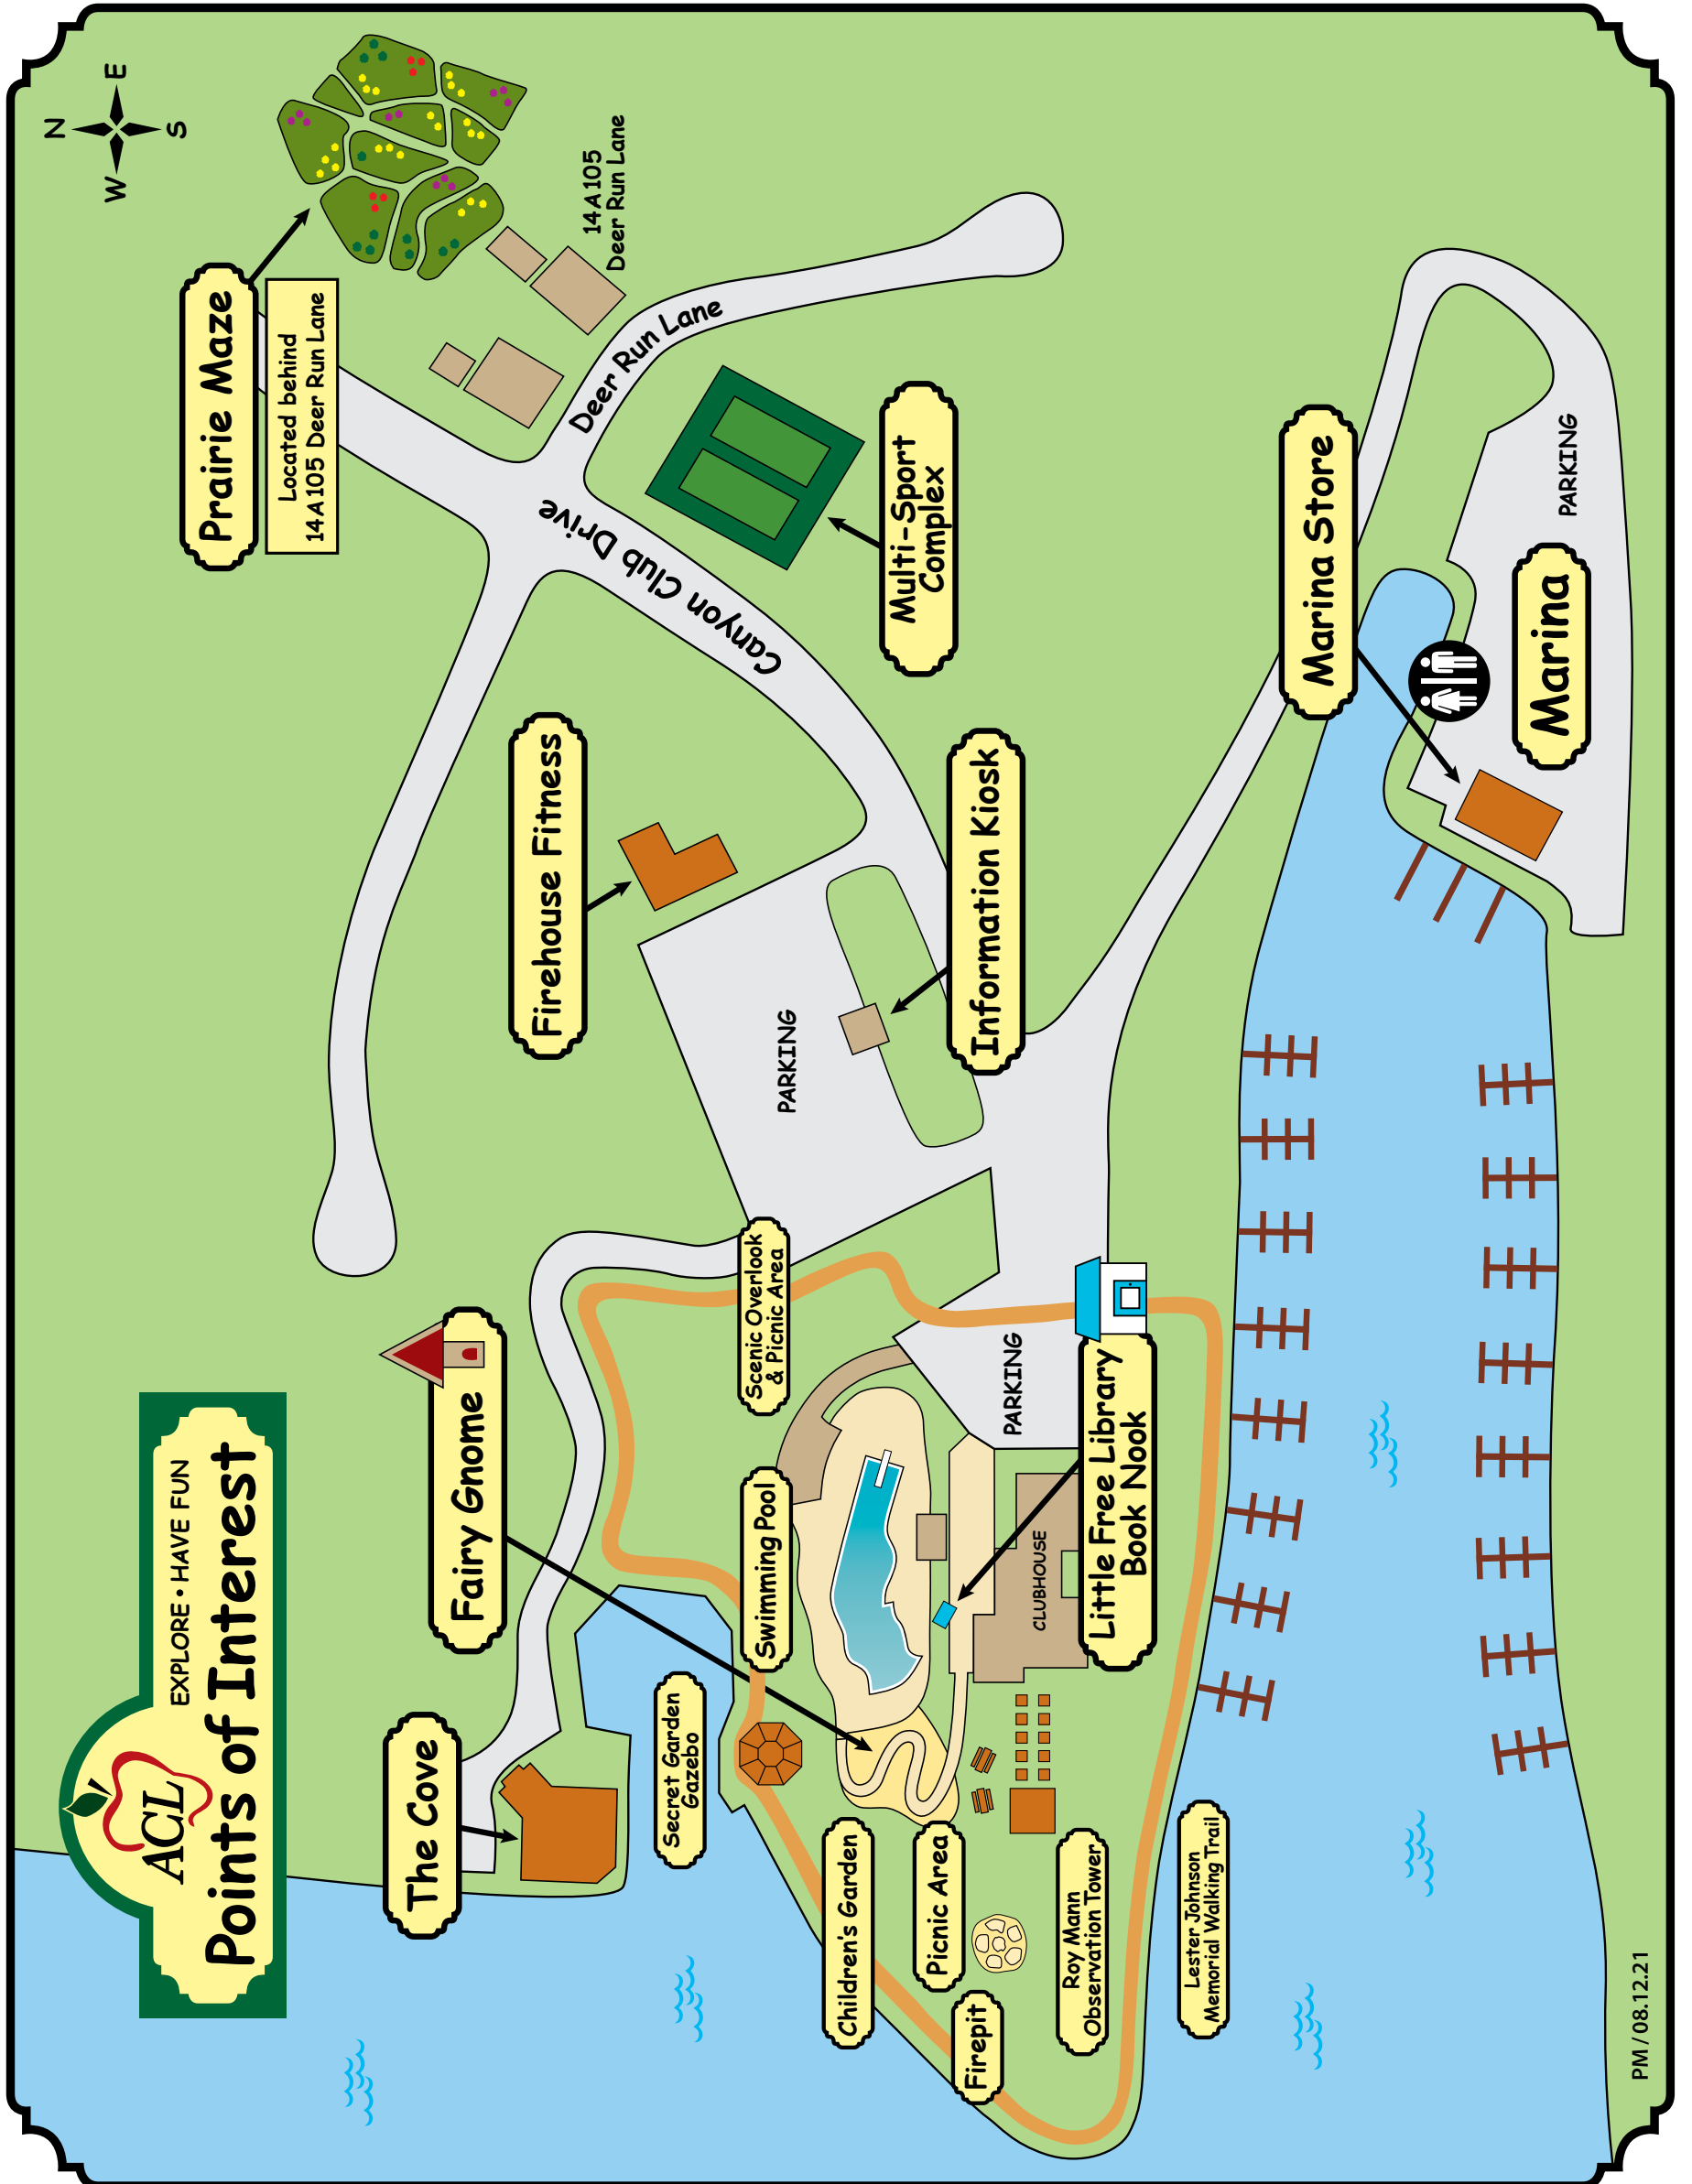 ACL
EXPLORE • HAVE FUN
Points of Interest
N
W
E
S
Prairie Maze
Located behind
14A105 Deer Run Lane
14A105
Deer Run Lane
Deer Run Lane
Canyon Club Drive
Multi-Sport
Complex
Firehouse Fitness
Information Kiosk
PARKING
The Cove
Fairy Gnome
Secret Garden
Gazebo
Swimming Pool
Scenic Overlook
& Picnic Area
Children's Garden
Picnic Area
Firepit
Roy Mann
Observation Tower
CLUBHOUSE
PARKING
Little Free Library
Book Nook
Lester Johnson
Memorial Walking Trail
Marina Store
Marina
PARKING
PM / 08.12.21